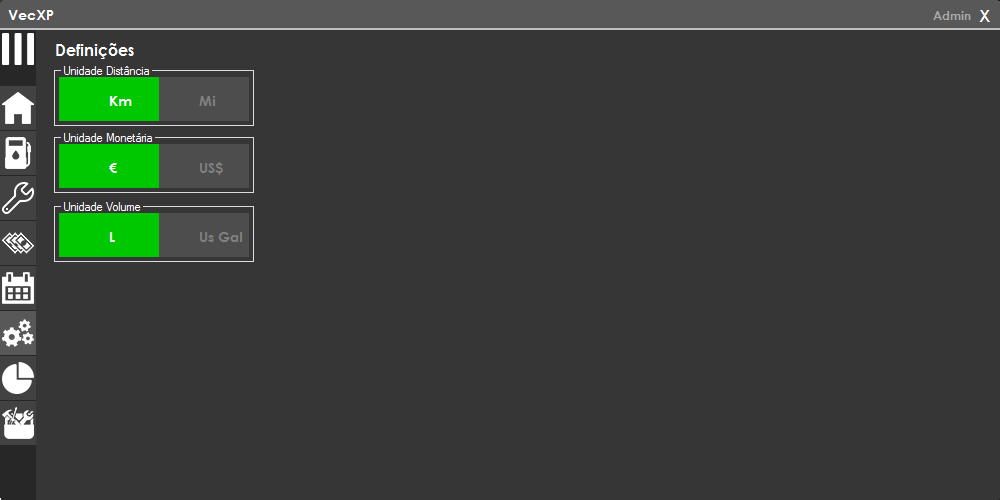 VecXP
Admin X
Definições
Unidade Distância
Km Mi
Unidade Monetária
€ US$
Unidade Volume
L Us Gal